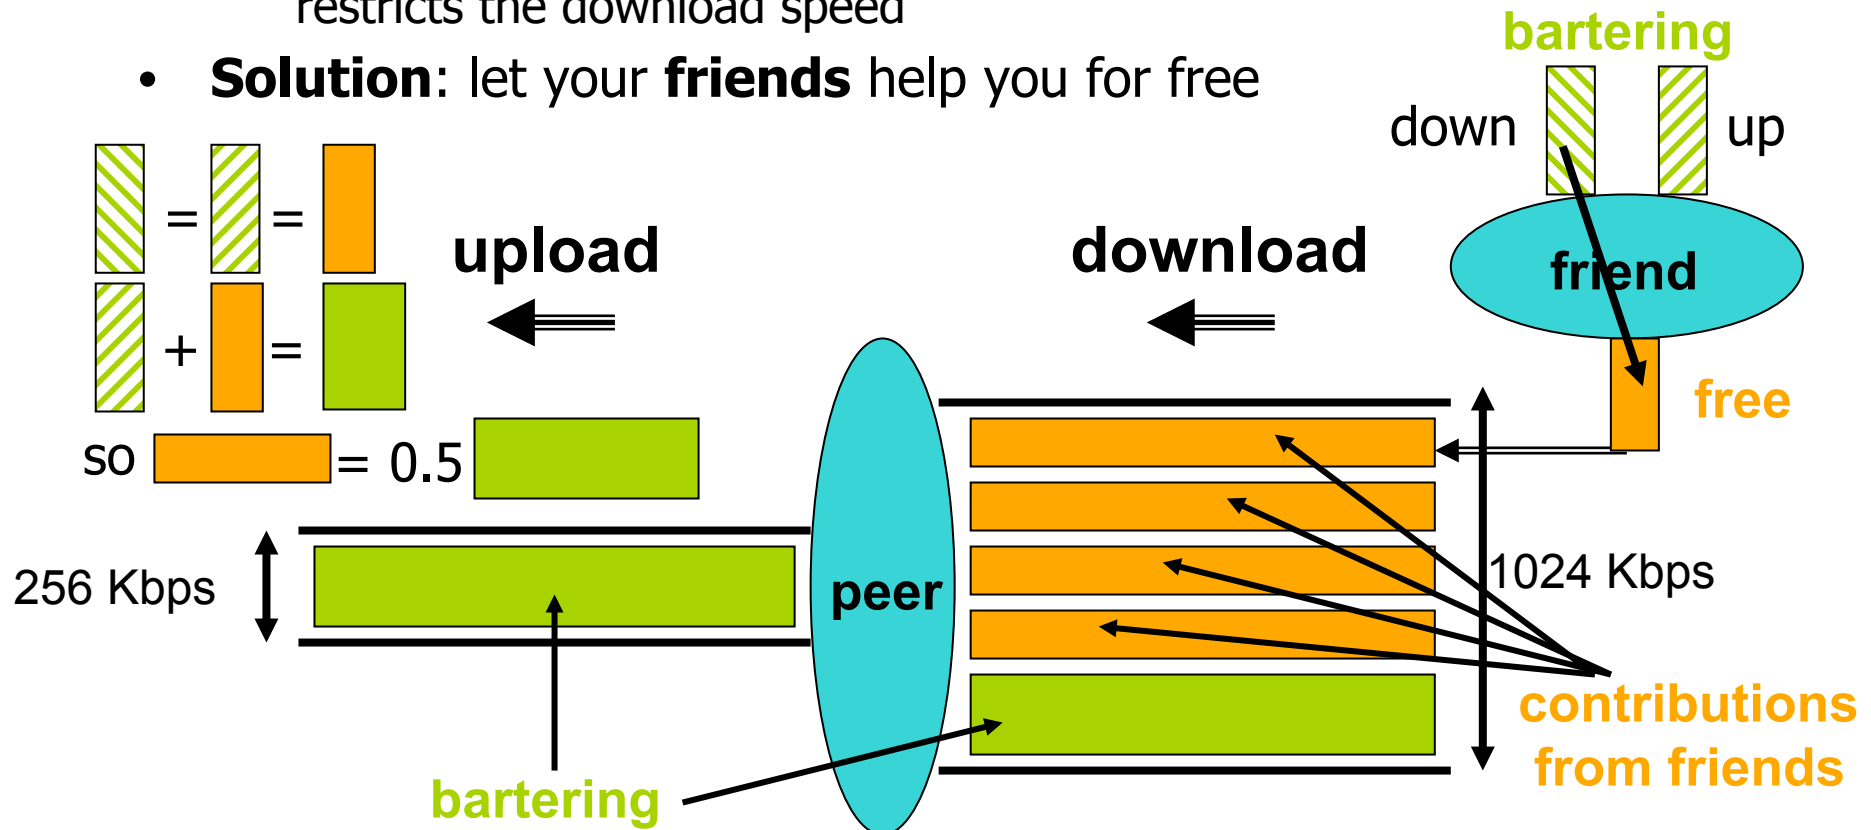 restricts the download speed
• Solution: let your friends help you for free
bartering
down
up
= =
upload
download
friend
+ =
free
so = 0.5
256 Kbps
peer
1024 Kbps
contributions
from friends
bartering